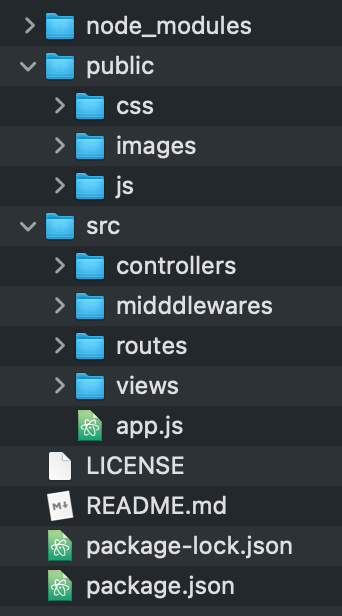 node_modules
public
css
images
js
src
controllers
midddlewares
routes
views
app.js
LICENSE
README.md
package-lock.json
package.json